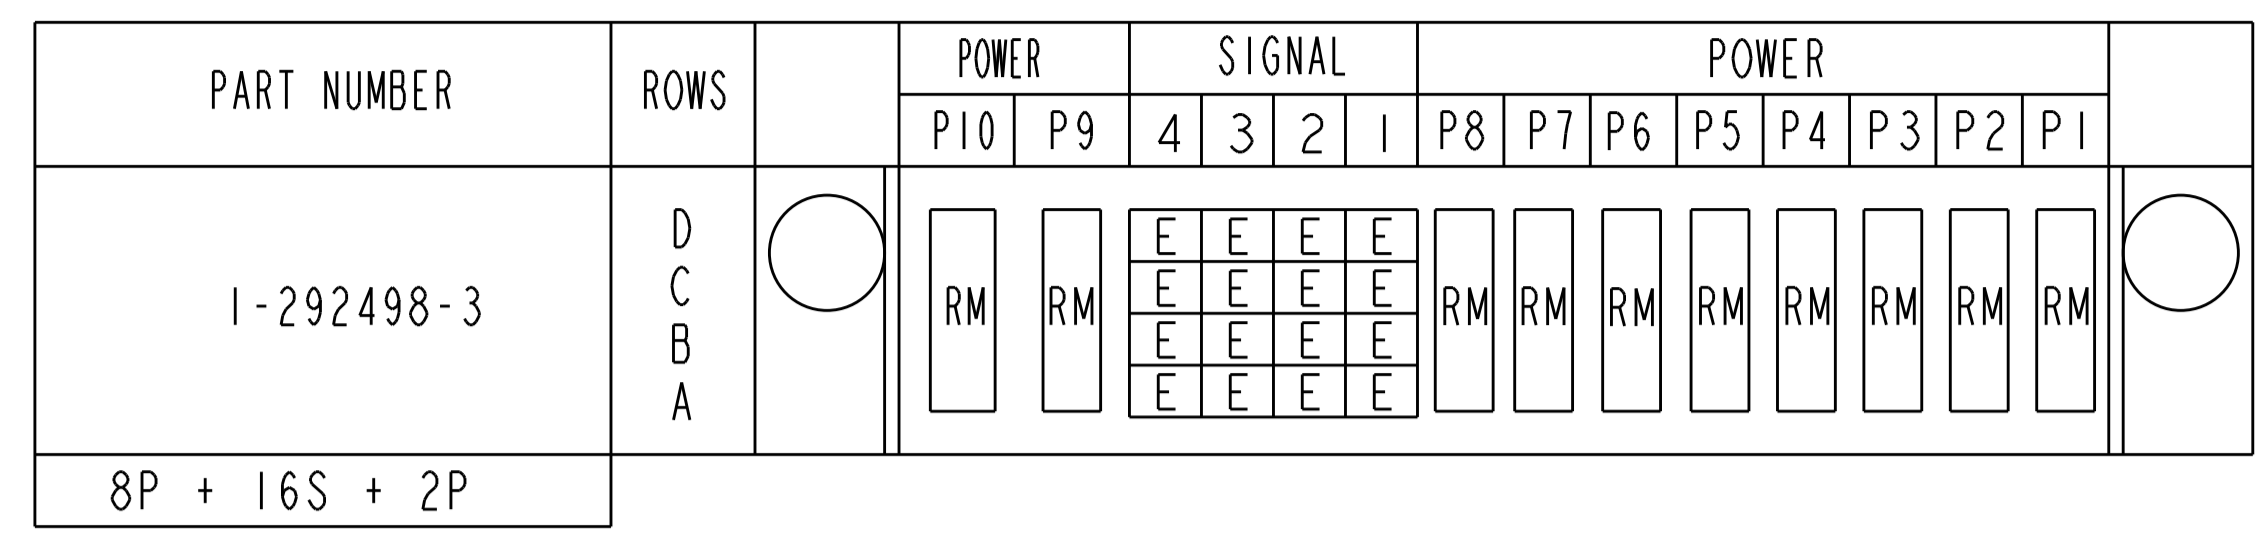 PART NUMBER ROWS POWER SIGNAL POWER
P10 P9 4 3 2 1 P8 P7 P6 P5 P4 P3 P2 P1
D E E E E
C E E E E
1-292498-3 RM RM RM RM RM RM RM RM RM RM
B E E E E
A E E E E
8P + 16S + 2P